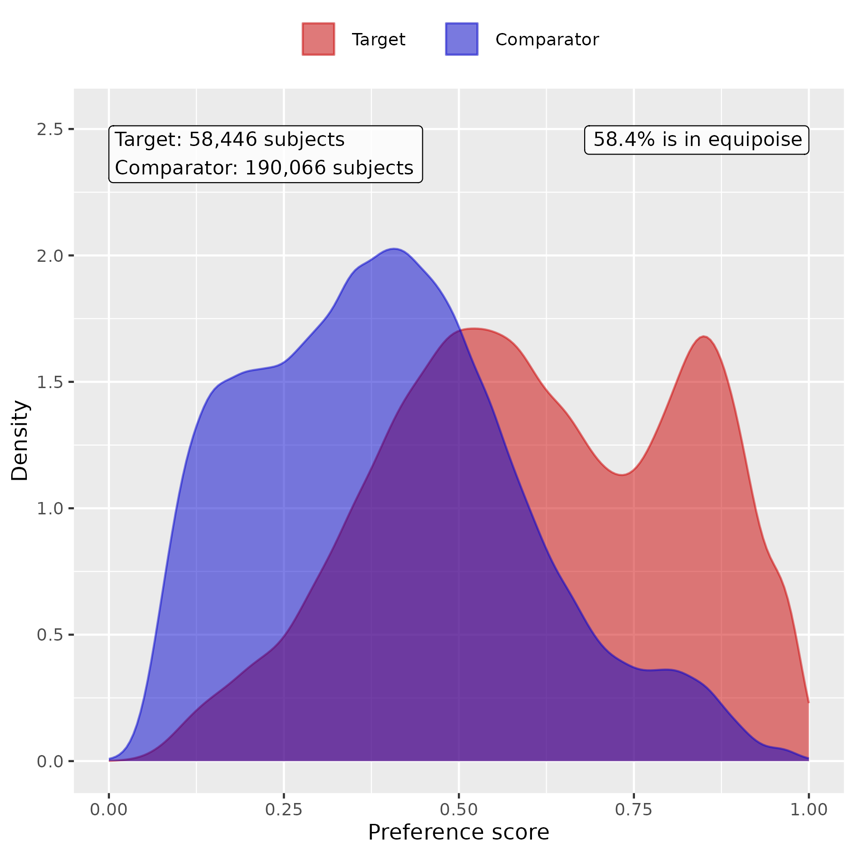 Target
Comparator
Target: 58,446 subjects
Comparator: 190,066 subjects
58.4% is in equipoise
2.5
2.0
1.5
1.0
0.5
0.0
Density
0.00
0.25
0.50
0.75
1.00
Preference score